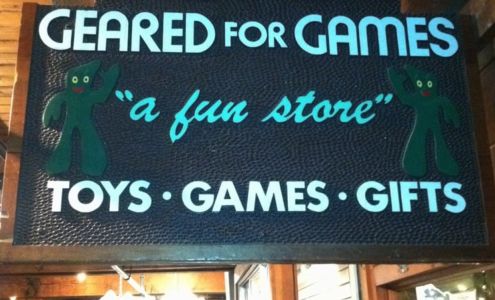 GEARED FOR GAMES
"a fun store"
TOYS · GAMES · GIFTS